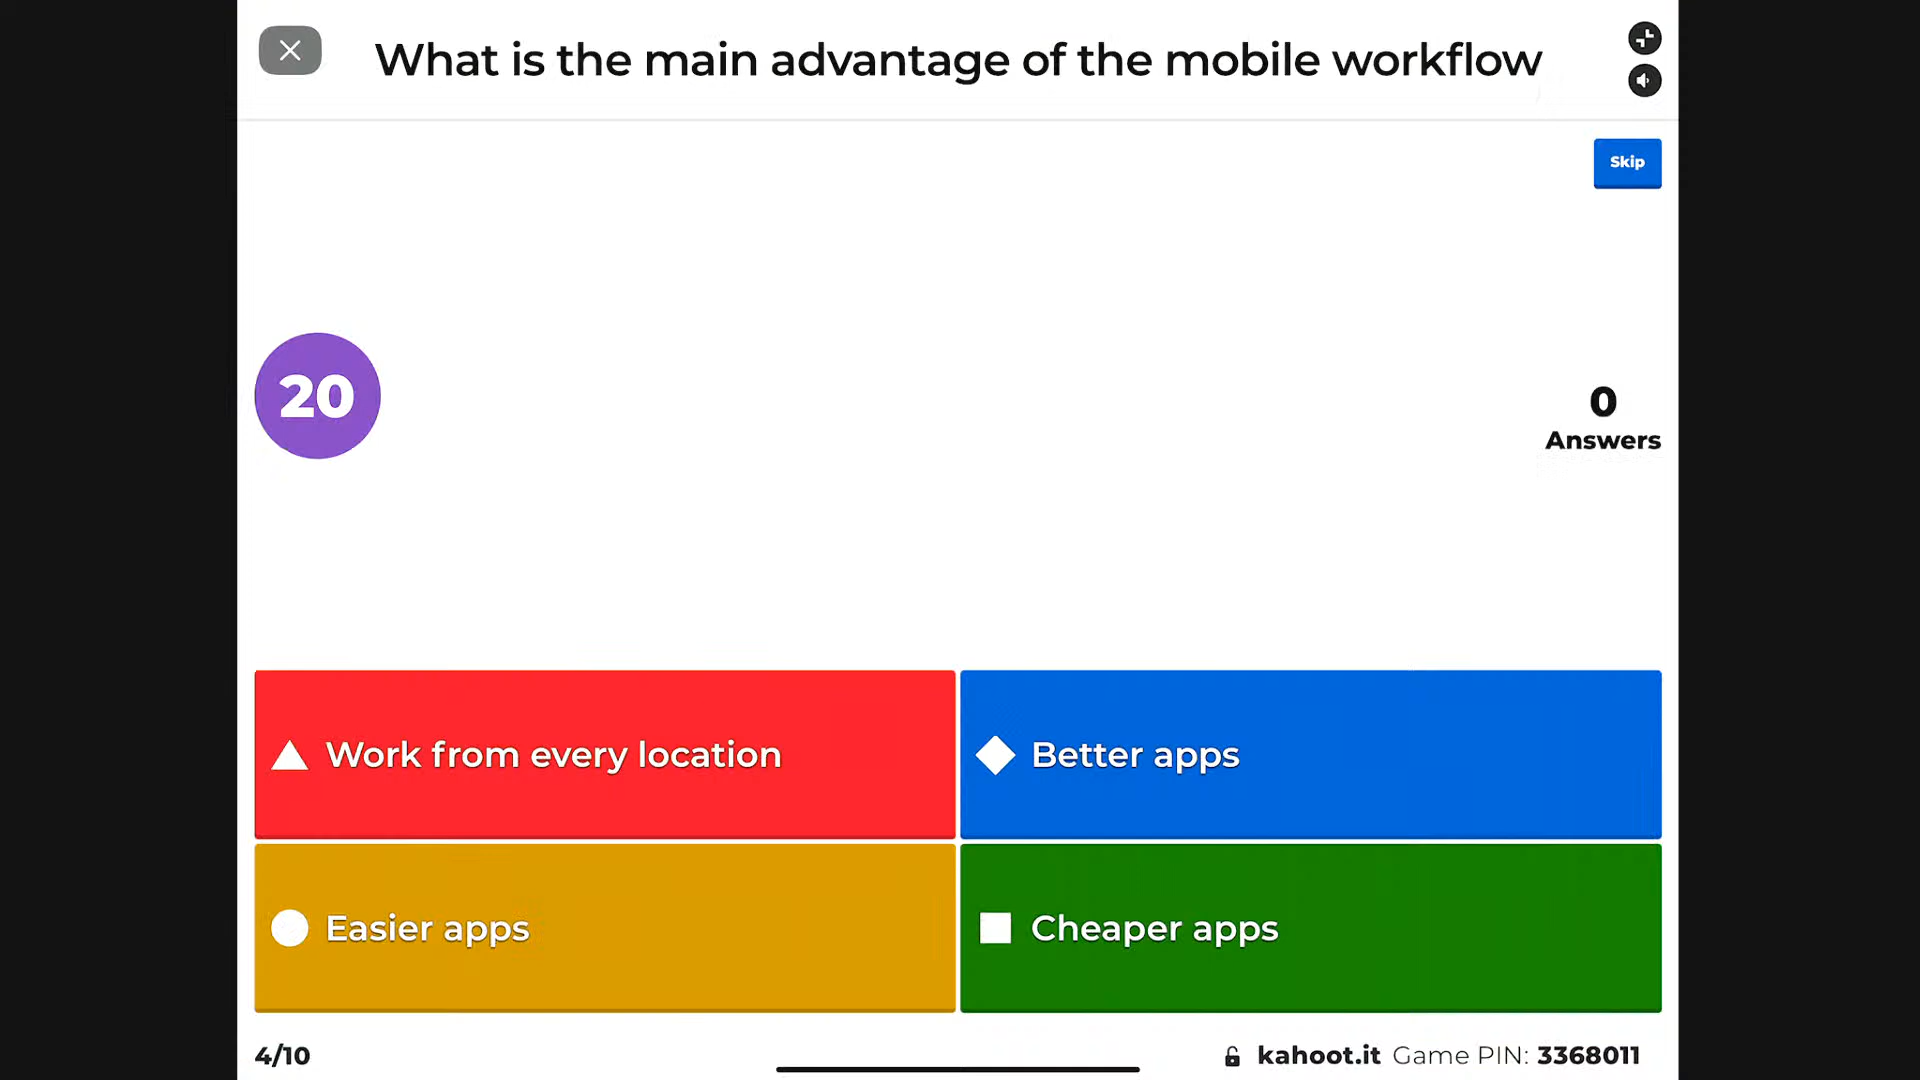 What is the main advantage of the mobile workflow
Skip
20
0
Answers
Work from every location
Better apps
Easier apps
Cheaper apps
4/10
kahoot.it Game PIN: 3368011